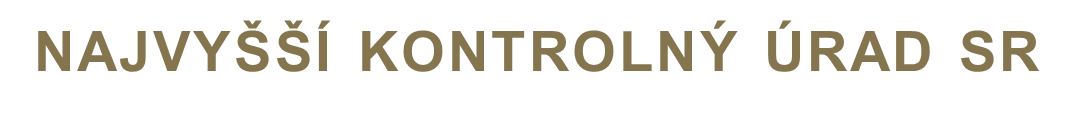 NAJVYŠŠÍ KONTROLNÝ ÚRAD SR